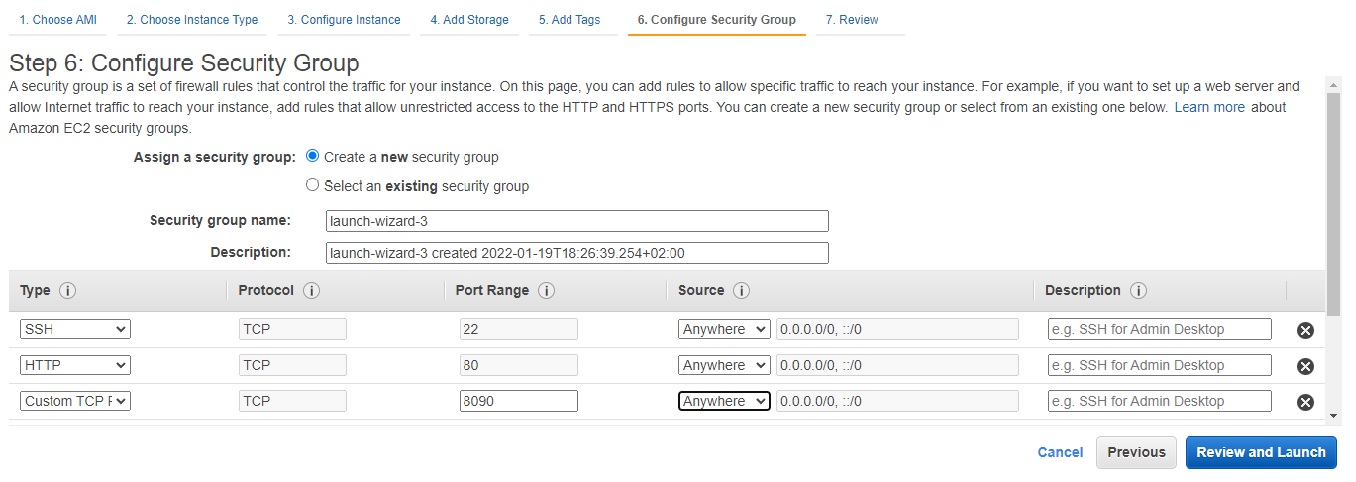 1. Choose AMI 2. Choose Instance Type 3. Configure Instance 4. Add Storage 5. Add Tags 6. Configure Security Group 7. Review
Step 6: Configure Security Group
A security group is a set of firewall rules that control the traffic for your instance. On this page, you can add rules to allow specific traffic to reach your instance. For example, if you want to set up a web server and
allow Internet traffic to reach your instance, add rules that allow unrestricted access to the HTTP and HTTPS ports. You can create a new security group or select from an existing one below. Learn more about
Amazon EC2 security groups.
Assign a security group: Create a new security group
Select an existing security group
Security group name: launch-wizard-3
Description: launch-wizard-3 created 2022-01-19T18:26:39.254+02:00
Type i Protocol i Port Range i Source i Description i
SSH TCP 22 Anywhere 0.0.0.0/0, ::/0 e.g. SSH for Admin Desktop
HTTP TCP 80 Anywhere 0.0.0.0/0, ::/0 e.g. SSH for Admin Desktop
Custom TCP F TCP 8090 Anywhere 0.0.0.0/0, ::/0 e.g. SSH for Admin Desktop
Cancel Previous Review and Launch